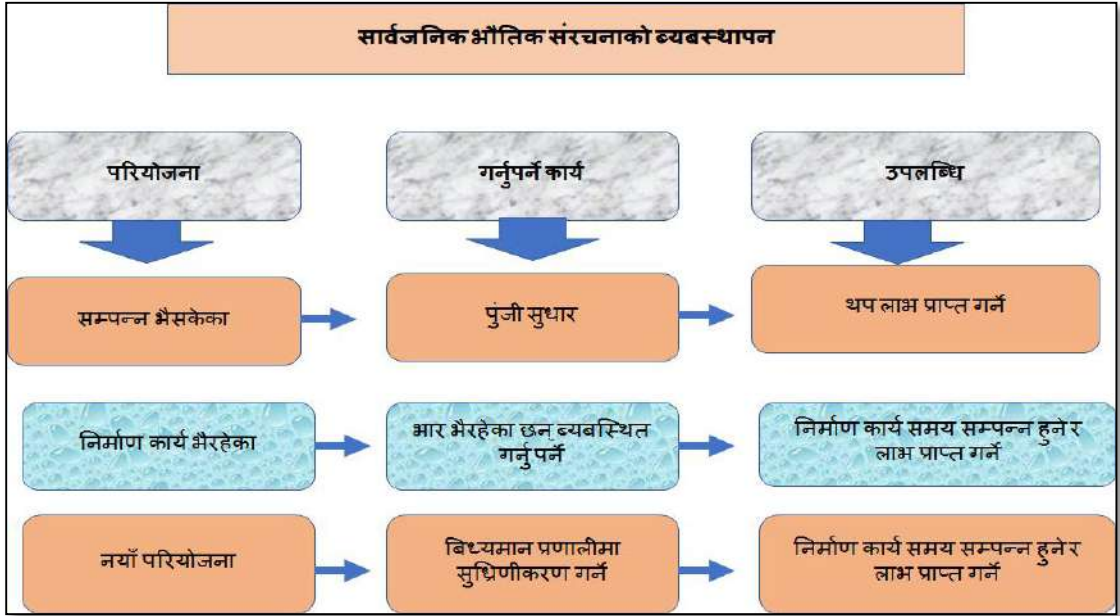 सार्वजनिक भौतिक संरचनाको ब्यबस्थापन
परियोजना
गर्नुपर्ने कार्य
उपलब्धि
सम्पन्न भैसकेका
पुंजी सुधार
थप लाभ प्राप्त गर्ने
निर्माण कार्य भैरहेका
भार भैरहेका छन् ब्यबस्थित
गर्नु पर्ने
निर्माण कार्य समय सम्पन्न हुने र
लाभ प्राप्त गर्ने
नयाँ परियोजना
बिध्यमान प्रणालीमा
सुध्रिणीकरण गर्ने
निर्माण कार्य समय सम्पन्न हुने र
लाभ प्राप्त गर्ने